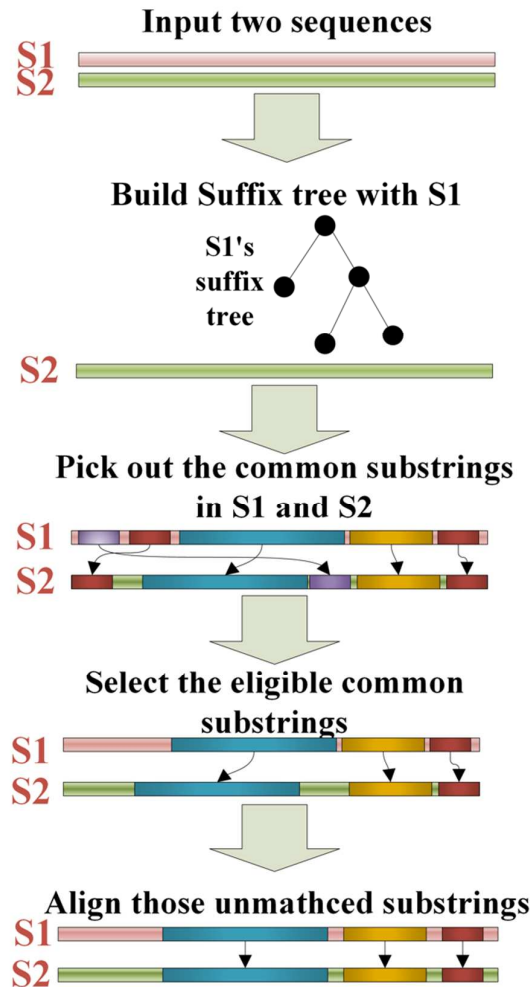 Input two sequences
S1
S2
Build Suffix tree with S1
S1's
suffix
tree
S2
Pick out the common substrings
in S1 and S2
S1
S2
Select the eligible common
substrings
S1
S2
Align those unmathced substrings
S1
S2